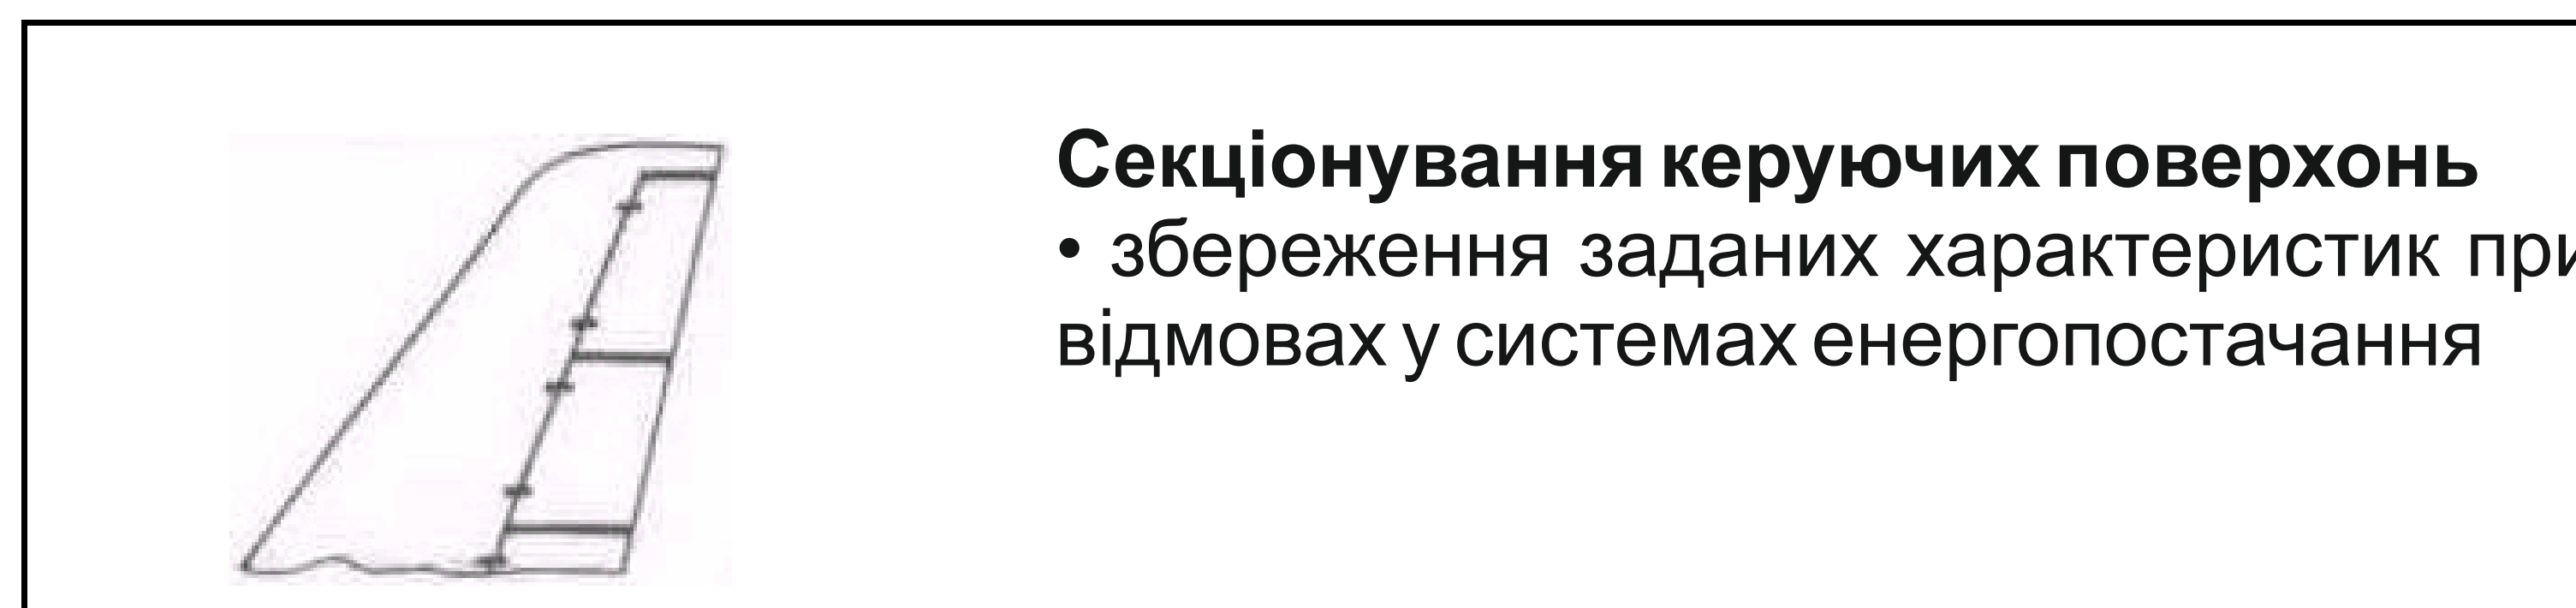 Секціонування керуючих поверхонь
• збереження заданих характеристик при
відмовах у системах енергопостачання